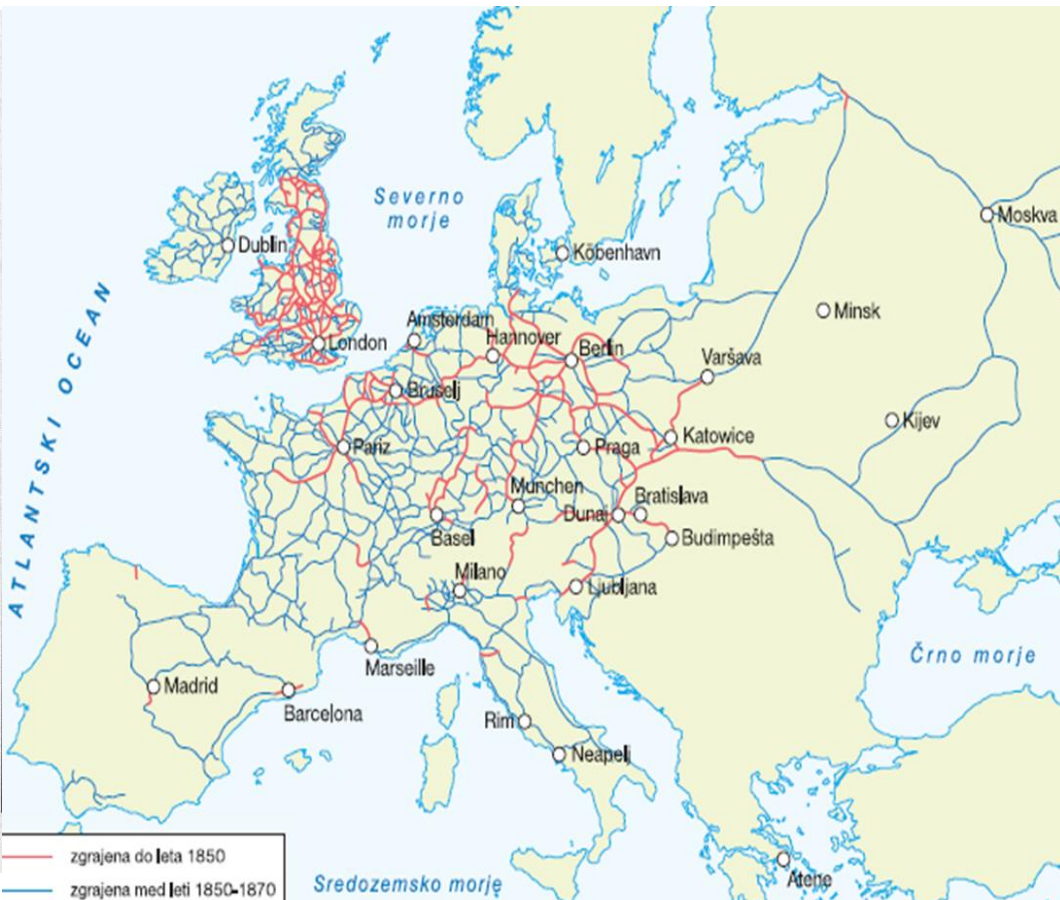 Severno
morje
Moskva
Dublin
Köbenhavn
ATLANTSKI OCEAN
Minsk
Amsterdam
Hannover
London
Berlin
Varšava
Bruselj
Kijev
Katowice
Pariz
Praga
Munchen
Bratislava
Dunaj
Basel
Budimpešta
Milano
Ljubljana
Črno morje
Marseille
Madrid
Barcelona
Rim
Neapelj
zgrajena do leta 1850
Sredozemsko morje
Atene
zgrajena med leti 1850-1870